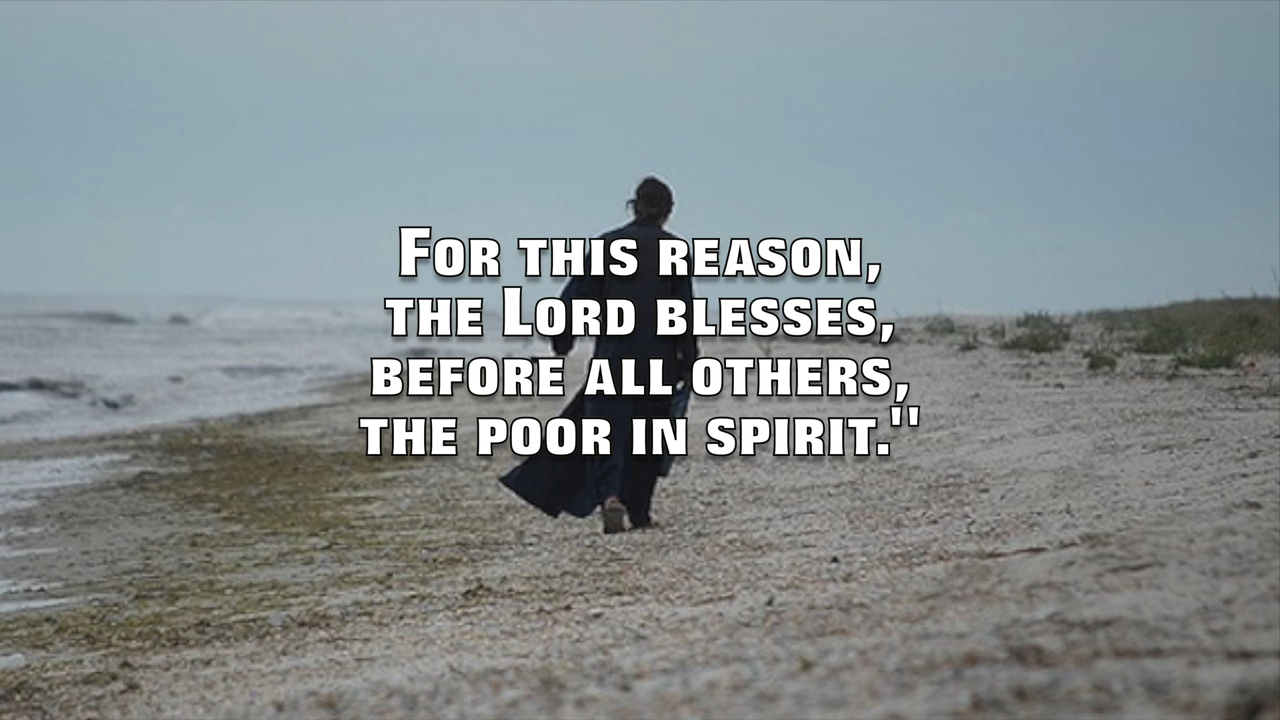 For this reason,
the Lord blesses,
before all others,
the poor in spirit."